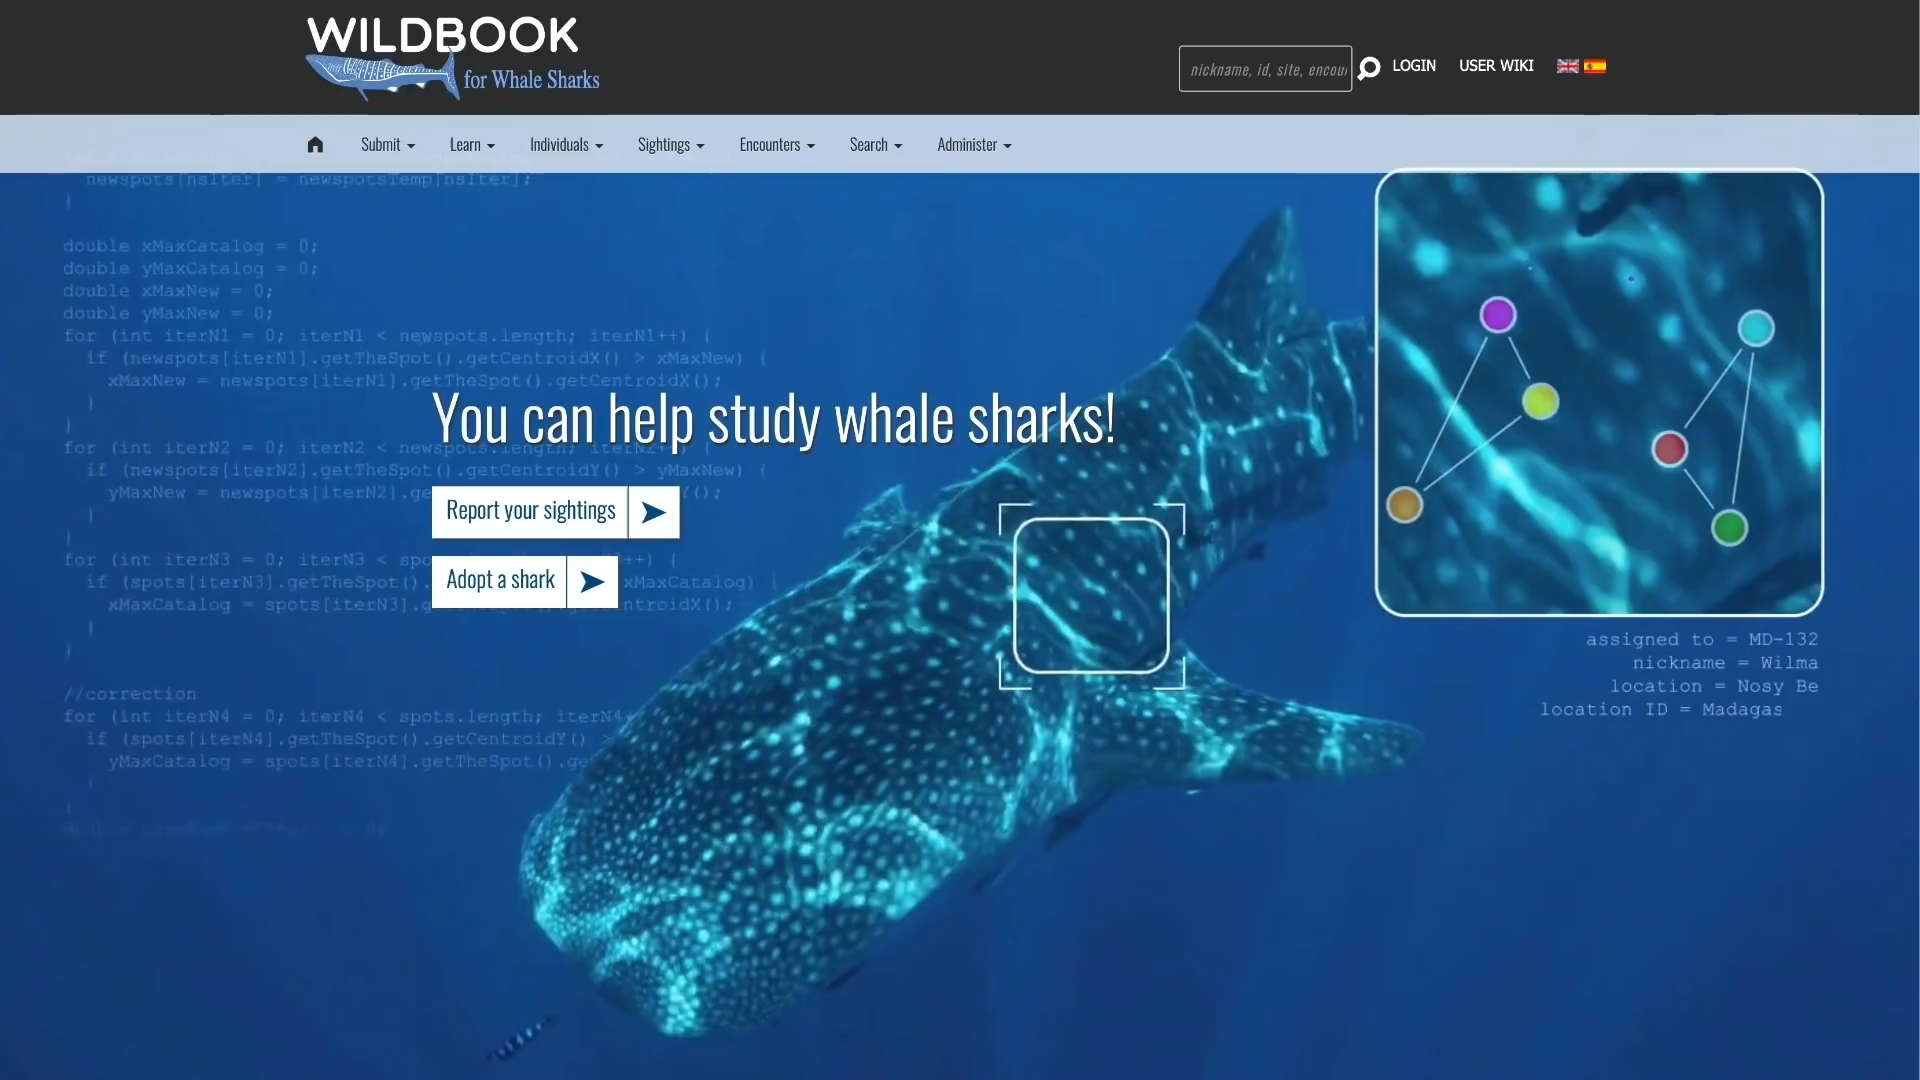 WILDBOOK
for Whale Sharks
nickname, id, site, encou
LOGIN
USER WIKI
Submit
Learn
Individuals
Sightings
Encounters
Search
Administer
newspots[nsIter] = newspotsTemp[nsIter];
}
double xMaxCatalog = 0;
double yMaxCatalog = 0;
double xMaxNew = 0;
double yMaxNew = 0;
for (int iterN1 = 0; iterN1 < newspots.length; iterN1++) {
if (newspots[iterN1].getTheSpot().getCentroidX() > xMaxNew) {
xMaxNew = newspots[iterN1].getTheSpot().getCentroidX();
}
}
You can help study whale sharks!
for (int iterN2 = 0; iterN2 < newspots.length; iterN2++) {
if (newspots[iterN2].getTheSpot().getCentroidY() > yMaxNew) {
yMaxNew = newspots[iterN2].ge Y();
Report your sightings
}
}
for (int iterN3 = 0; iterN3 < spo ++) {
if (spots[iterN3].getTheSpot(). xMaxCatalog) {
Adopt a shark
xMaxCatalog = spots[iterN3].g ntroidX();
}
}
//correction
for (int iterN4 = 0; iterN4 < spots.length; iterN4
if (spots[iterN4].getTheSpot().getCentroidY() >
yMaxCatalog = spots[iterN4].getTheSpot().ge
}
}
assigned to = MD-132
nickname = Wilma
location = Nosy Be
location ID = Madagas